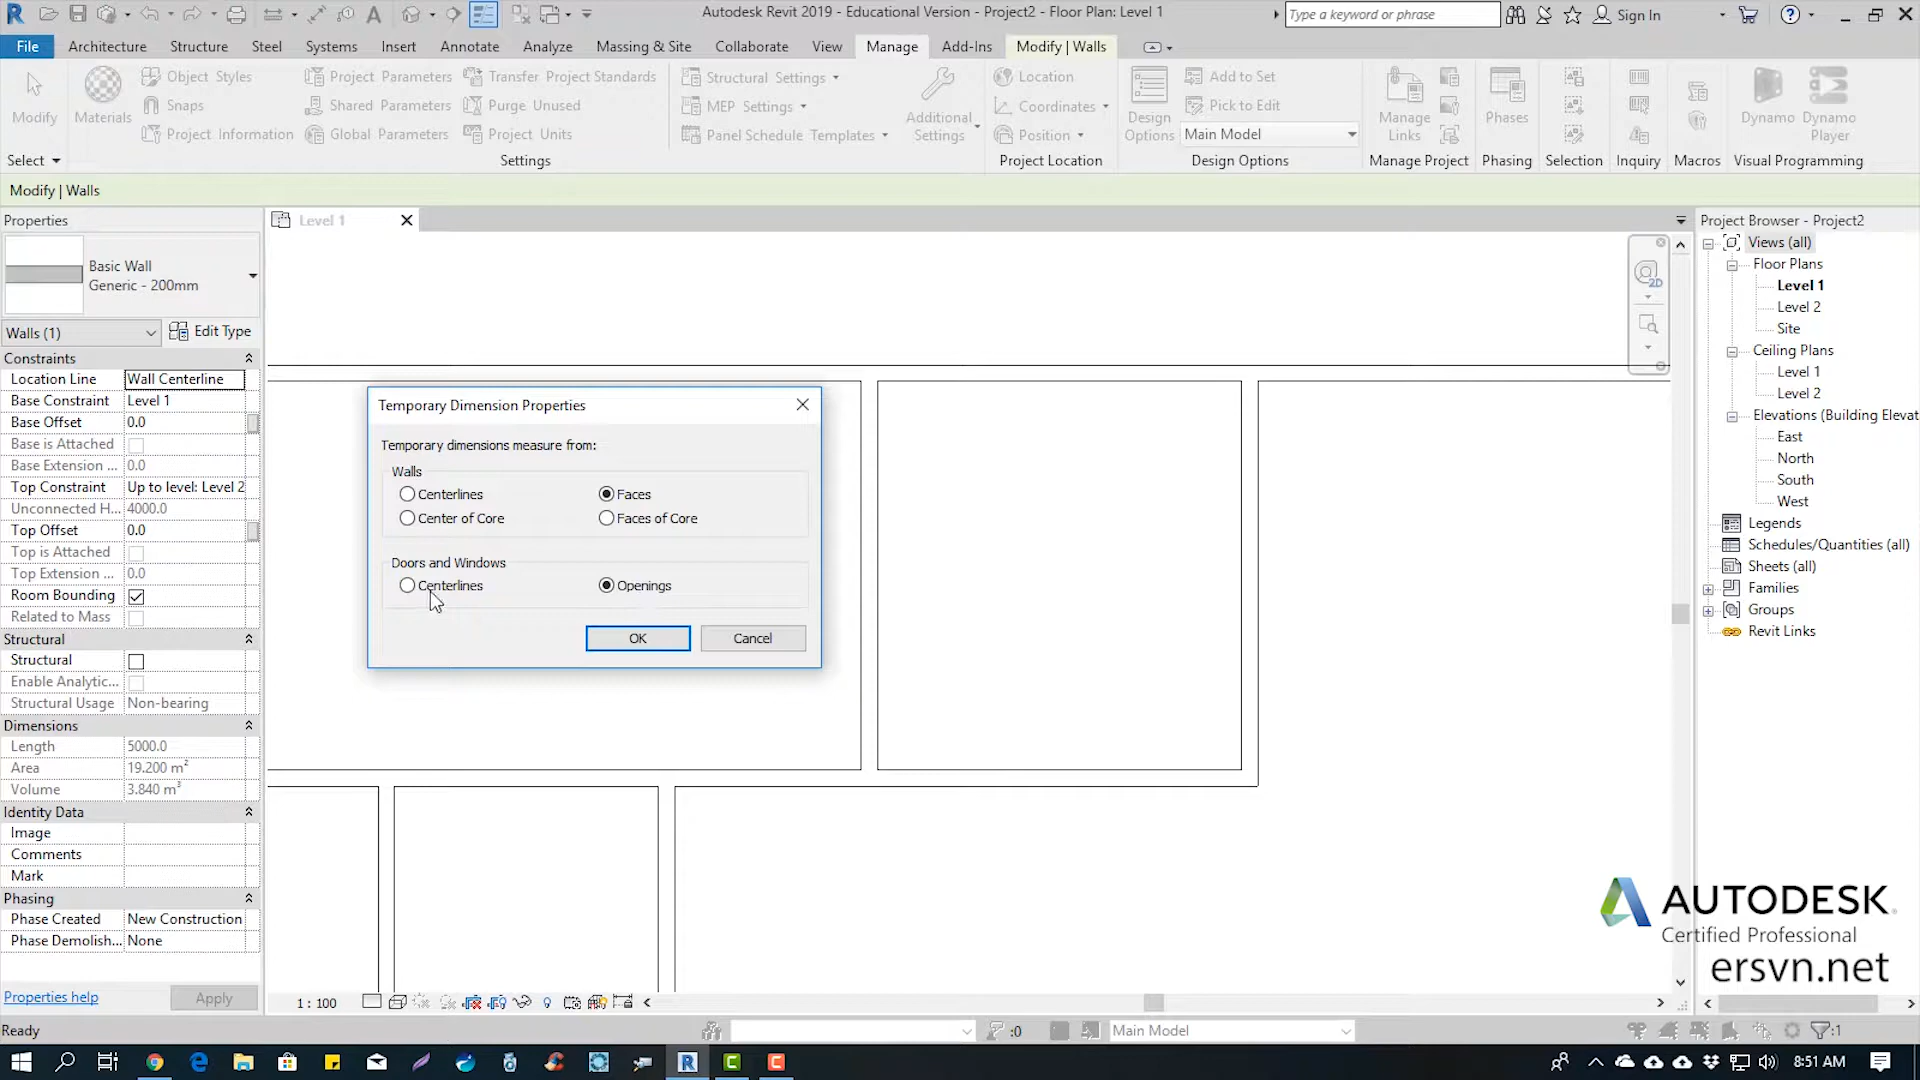 Autodesk Revit 2019 - Educational Version - Project2 - Floor Plan: Level 1
Type a keyword or phrase
Sign In
File Architecture Structure Steel Systems Insert Annotate Analyze Massing & Site Collaborate View Manage Add-Ins Modify | Walls
Modify
Select
Materials
Object Styles
Snaps
Project Information
Project Parameters
Shared Parameters
Global Parameters
Transfer Project Standards
Purge Unused
Project Units
Settings
Structural Settings
MEP Settings
Panel Schedule Templates
Additional Settings
Location
Coordinates
Position
Project Location
Design Options
Add to Set
Pick to Edit
Main Model
Design Options
Manage Links
Manage Project
Phases
Phasing
Selection
Inquiry
Macros
Dynamo
Dynamo Player
Visual Programming
Modify | Walls
Properties
Basic Wall
Generic - 200mm
Walls (1)
Edit Type
Constraints
Location Line Wall Centerline
Base Constraint Level 1
Base Offset 0.0
Base is Attached
Base Extension ... 0.0
Top Constraint Up to level: Level 2
Unconnected H... 4000.0
Top Offset 0.0
Top is Attached
Top Extension ... 0.0
Room Bounding
Related to Mass
Structural
Structural
Enable Analytic...
Structural Usage Non-bearing
Dimensions
Length 5000.0
Area 19.200 m²
Volume 3.840 m³
Identity Data
Image
Comments
Mark
Phasing
Phase Created New Construction
Phase Demolish... None
Properties help
Apply
Level 1
2D
Temporary Dimension Properties
Temporary dimensions measure from:
Walls
Centerlines Faces
Center of Core Faces of Core
Doors and Windows
Centerlines Openings
OK Cancel
1 : 100
Project Browser - Project2
Views (all)
Floor Plans
Level 1
Level 2
Site
Ceiling Plans
Level 1
Level 2
Elevations (Building Elevat
East
North
South
West
Legends
Schedules/Quantities (all)
Sheets (all)
Families
Groups
Revit Links
AUTODESK.
Certified Professional
ersvn.net
Ready
:0
Main Model
:1
8:51 AM